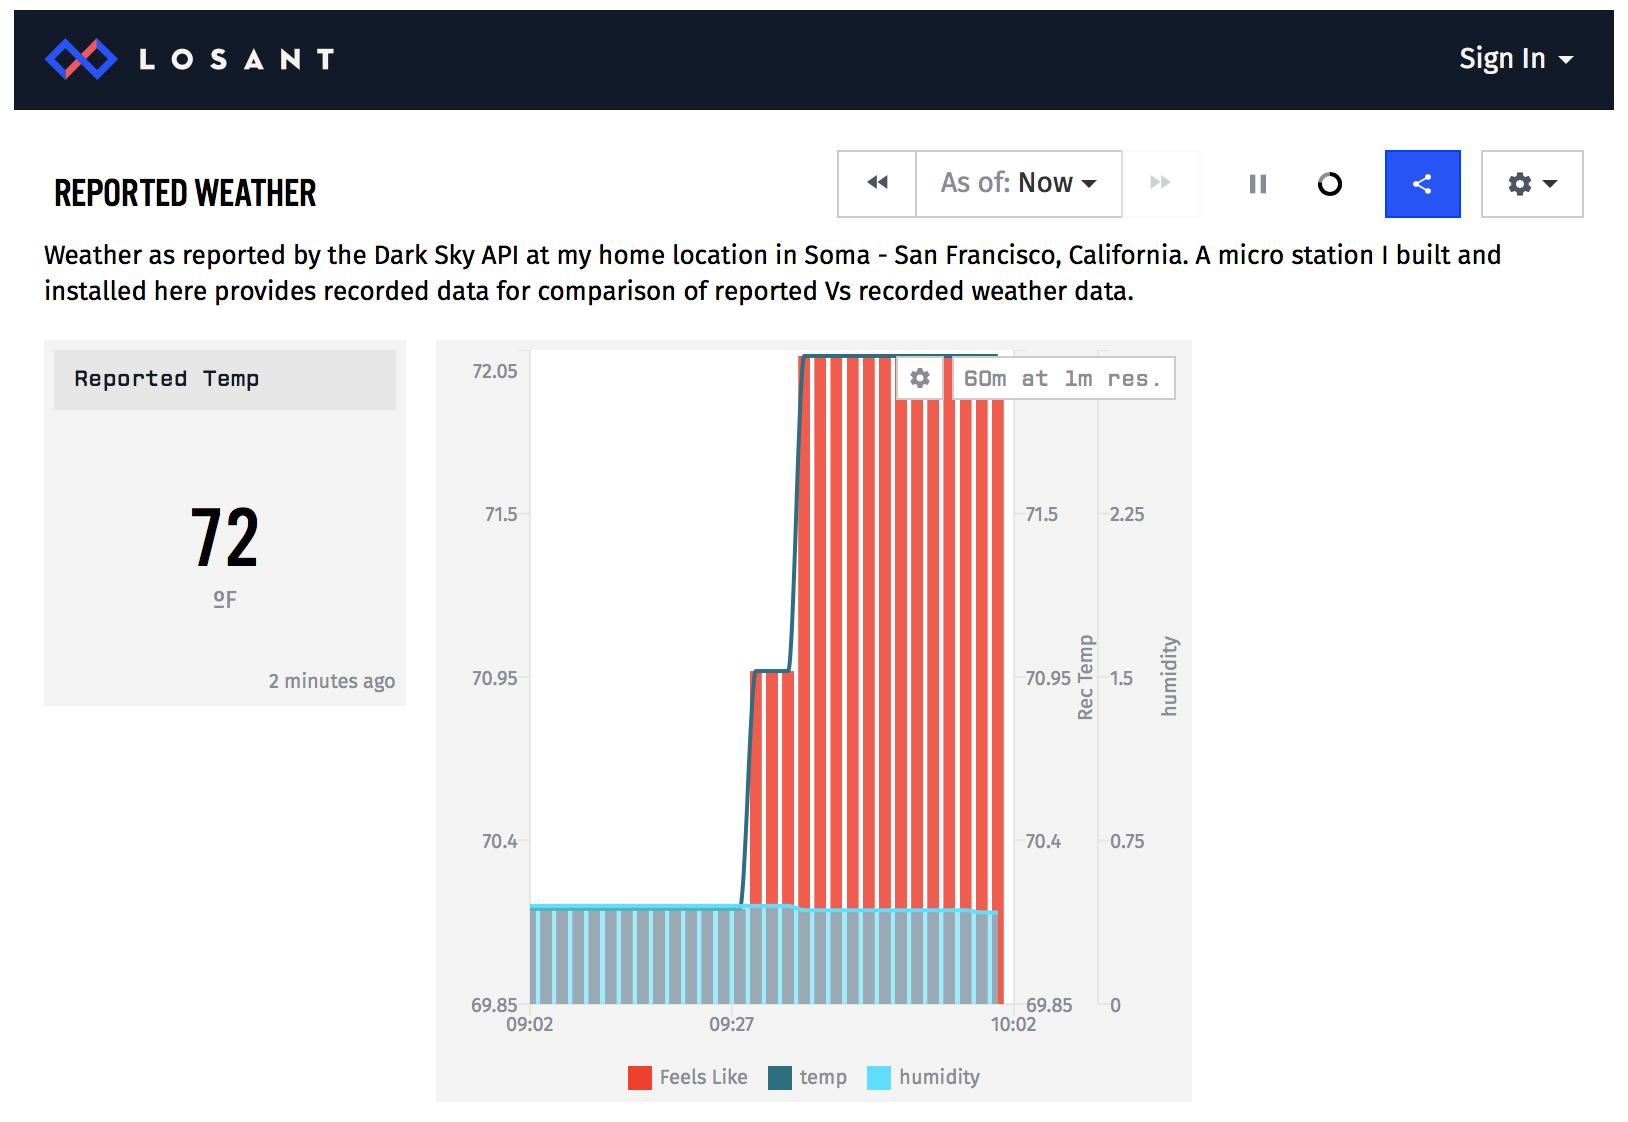 LOSANT
Sign In
REPORTED WEATHER
As of: Now
Weather as reported by the Dark Sky API at my home location in Soma - San Francisco, California. A micro station I built and
installed here provides recorded data for comparison of reported Vs recorded weather data.
Reported Temp
72
ºF
2 minutes ago
60m at 1m res.
72.05
71.5
70.95
70.4
69.85
71.5
70.95
70.4
69.85
Rec Temp
2.25
1.5
0.75
0
humidity
09:02
09:27
10:02
Feels Like
temp
humidity